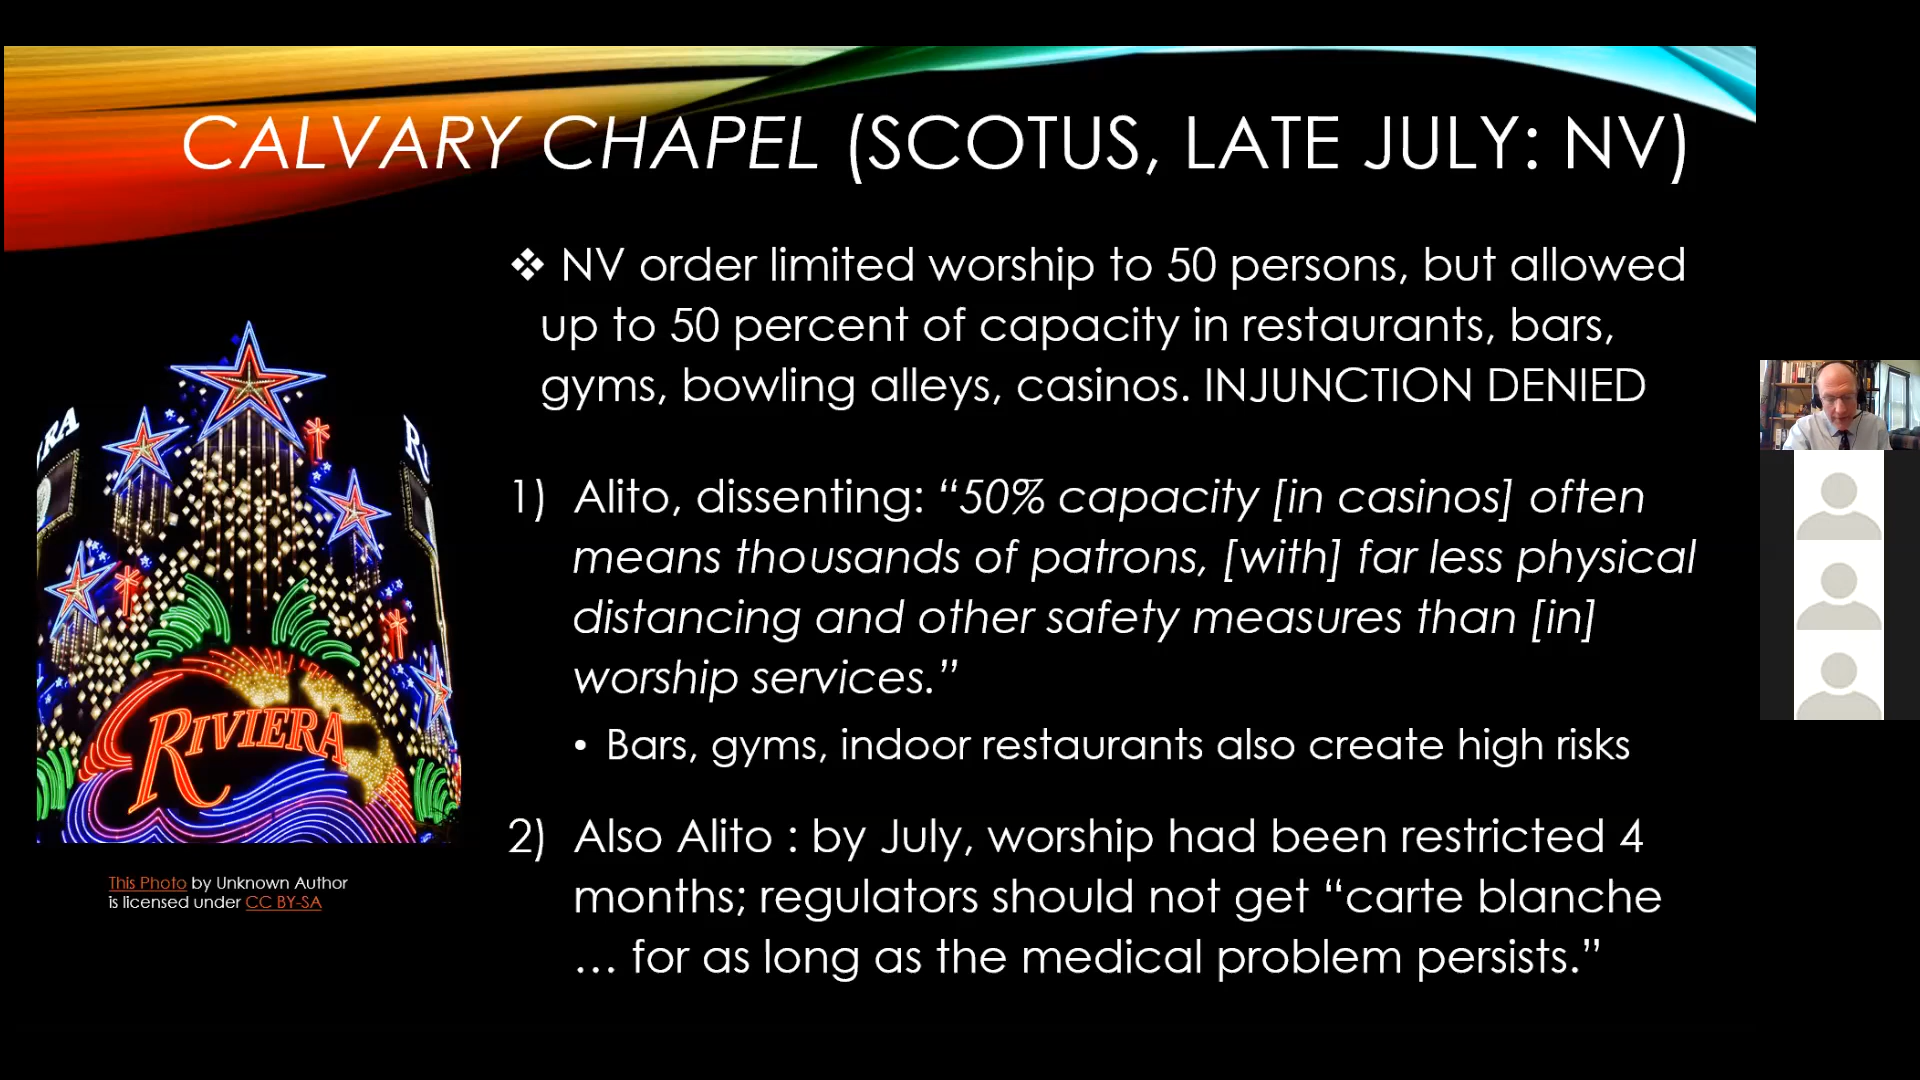 CALVARY CHAPEL (SCOTUS, LATE JULY: NV)
❖ NV order limited worship to 50 persons, but allowed
up to 50 percent of capacity in restaurants, bars,
gyms, bowling alleys, casinos. INJUNCTION DENIED
1) Alito, dissenting: “50% capacity [in casinos] often
means thousands of patrons, [with] far less physical
distancing and other safety measures than [in]
worship services.”
• Bars, gyms, indoor restaurants also create high risks
2) Also Alito : by July, worship had been restricted 4
months; regulators should not get “carte blanche
… for as long as the medical problem persists.”
RA
RI
RIVIERA
This Photo by Unknown Author
is licensed under CC BY-SA